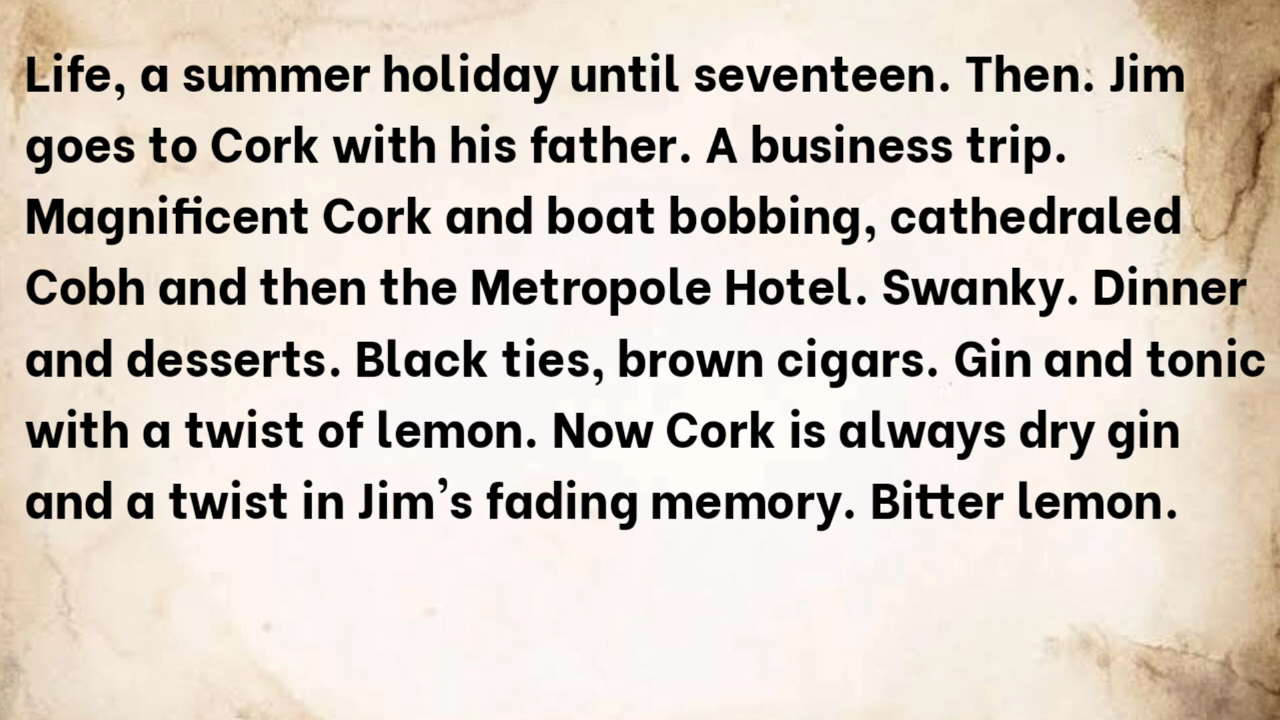 Life, a summer holiday until seventeen. Then. Jim
goes to Cork with his father. A business trip.
Magnificent Cork and boat bobbing, cathedraled
Cobh and then the Metropole Hotel. Swanky. Dinner
and desserts. Black ties, brown cigars. Gin and tonic
with a twist of lemon. Now Cork is always dry gin
and a twist in Jim’s fading memory. Bitter lemon.